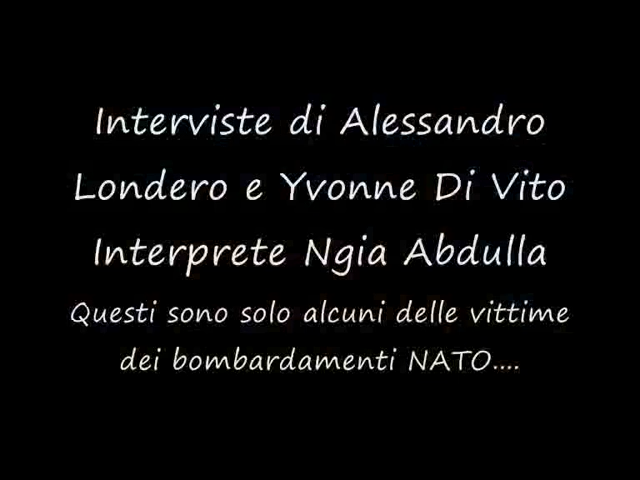 Interviste di Alessandro
Londero e Yvonne Di Vito
Interprete Ngia Abdulla
Questi sono solo alcuni delle vittime
dei bombardamenti NATO....